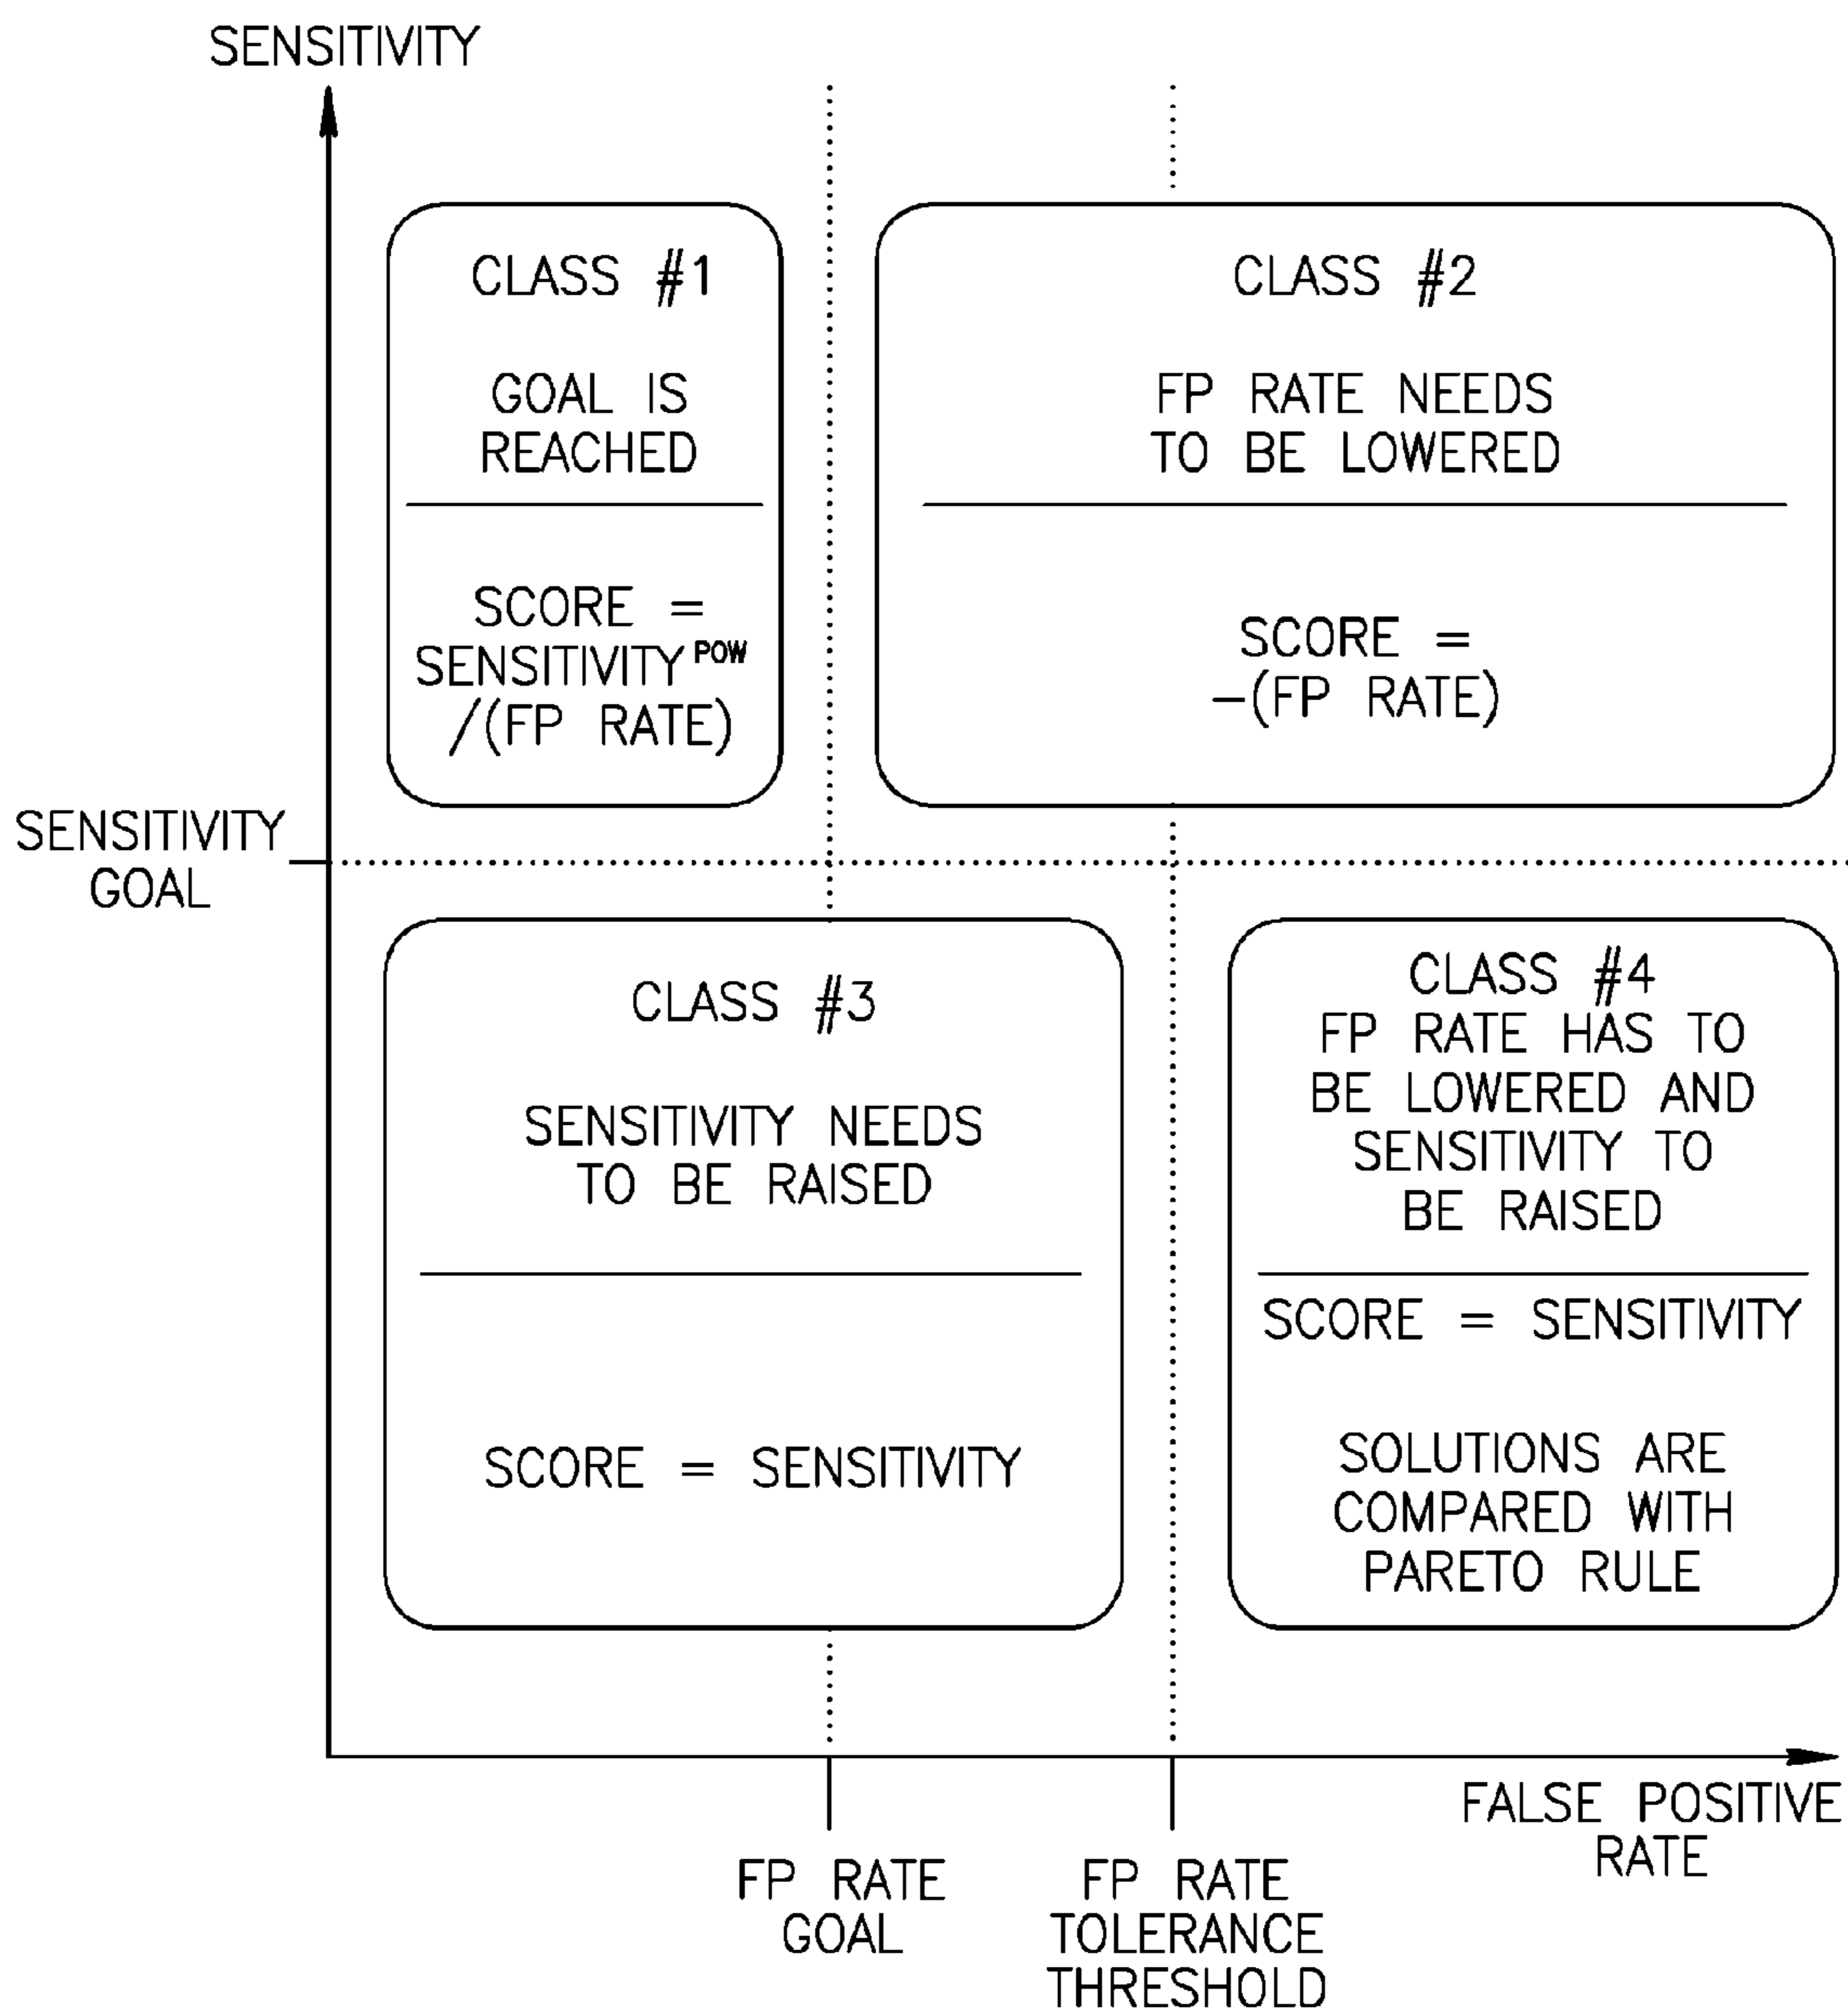 SENSITIVITY
CLASS #1
GOAL IS
REACHED
SCORE =
SENSITIVITY POW
/(FP RATE)
CLASS #2
FP RATE NEEDS
TO BE LOWERED
SCORE =
-(FP RATE)
SENSITIVITY
GOAL
CLASS #3
SENSITIVITY NEEDS
TO BE RAISED
SCORE = SENSITIVITY
CLASS #4
FP RATE HAS TO
BE LOWERED AND
SENSITIVITY TO
BE RAISED
SCORE = SENSITIVITY
SOLUTIONS ARE
COMPARED WITH
PARETO RULE
FALSE POSITIVE
RATE
FP RATE
GOAL
FP RATE
TOLERANCE
THRESHOLD